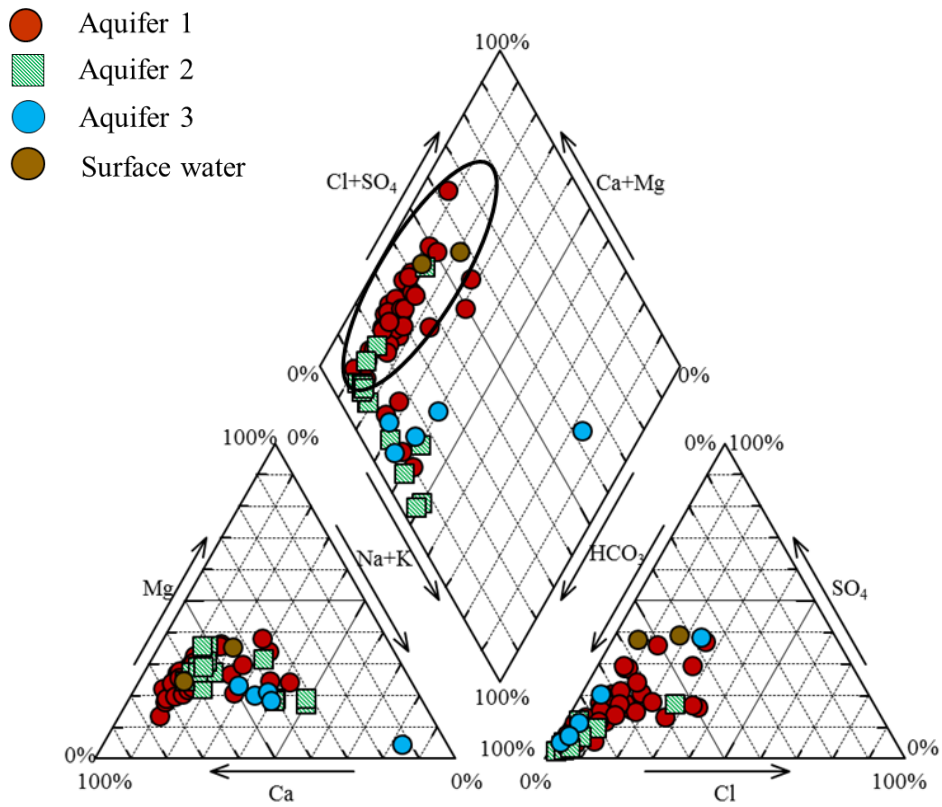 Aquifer 1
Aquifer 2
Aquifer 3
Surface water
100%
Cl+SO₄
Ca+Mg
0%
0%
100%
Na+K
HCO₃
100% 0%
Mg
0%
100%
0%
Ca
0% 100%
SO₄
100%
0%
0%
100%
Cl